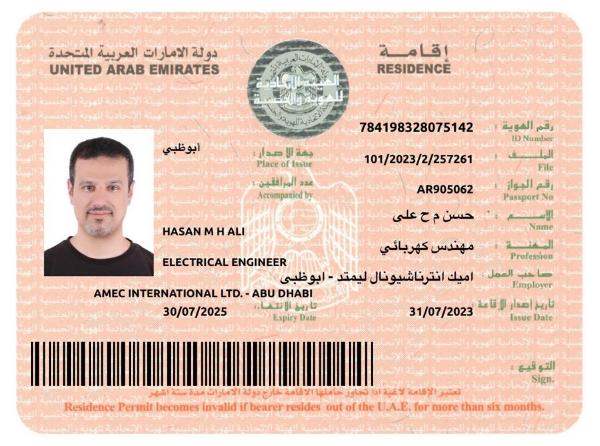 دولة الامارات العربية المتحدة
إقامة
UNITED ARAB EMIRATES
RESIDENCE
الهيئة الاتحادية
للهوية والجنسية
784198328075142
رقم الهوية :
ID Number
أبوظبي
جهة الإصدار :
Place of Issue
101/2023/2/257261
الملف :
File
عدد المرافقين :
Accompanied by
AR905062
رقم الجواز :
Passport No
حسن م ح على
الاسم :
Name
HASAN M H ALI
مهندس كهربائي
المهنة :
Profession
ELECTRICAL ENGINEER
اميك انترناشيونال ليمتد - ابوظبى
صاحب العمل
Employer
AMEC INTERNATIONAL LTD. - ABU DHABI
30/07/2025
تاريخ الإنتهاء :
Expiry Date
31/07/2023
تاريخ إصدار الإقامة :
Issue Date
التوقيع :
Sign.
تعتبر الإقامة لاغية اذا تجاوز حاملها الاقامة خارج دولة الامارات مدة ستة اشهر
Residence Permit becomes invalid if bearer resides out of the U.A.E. for more than six months.